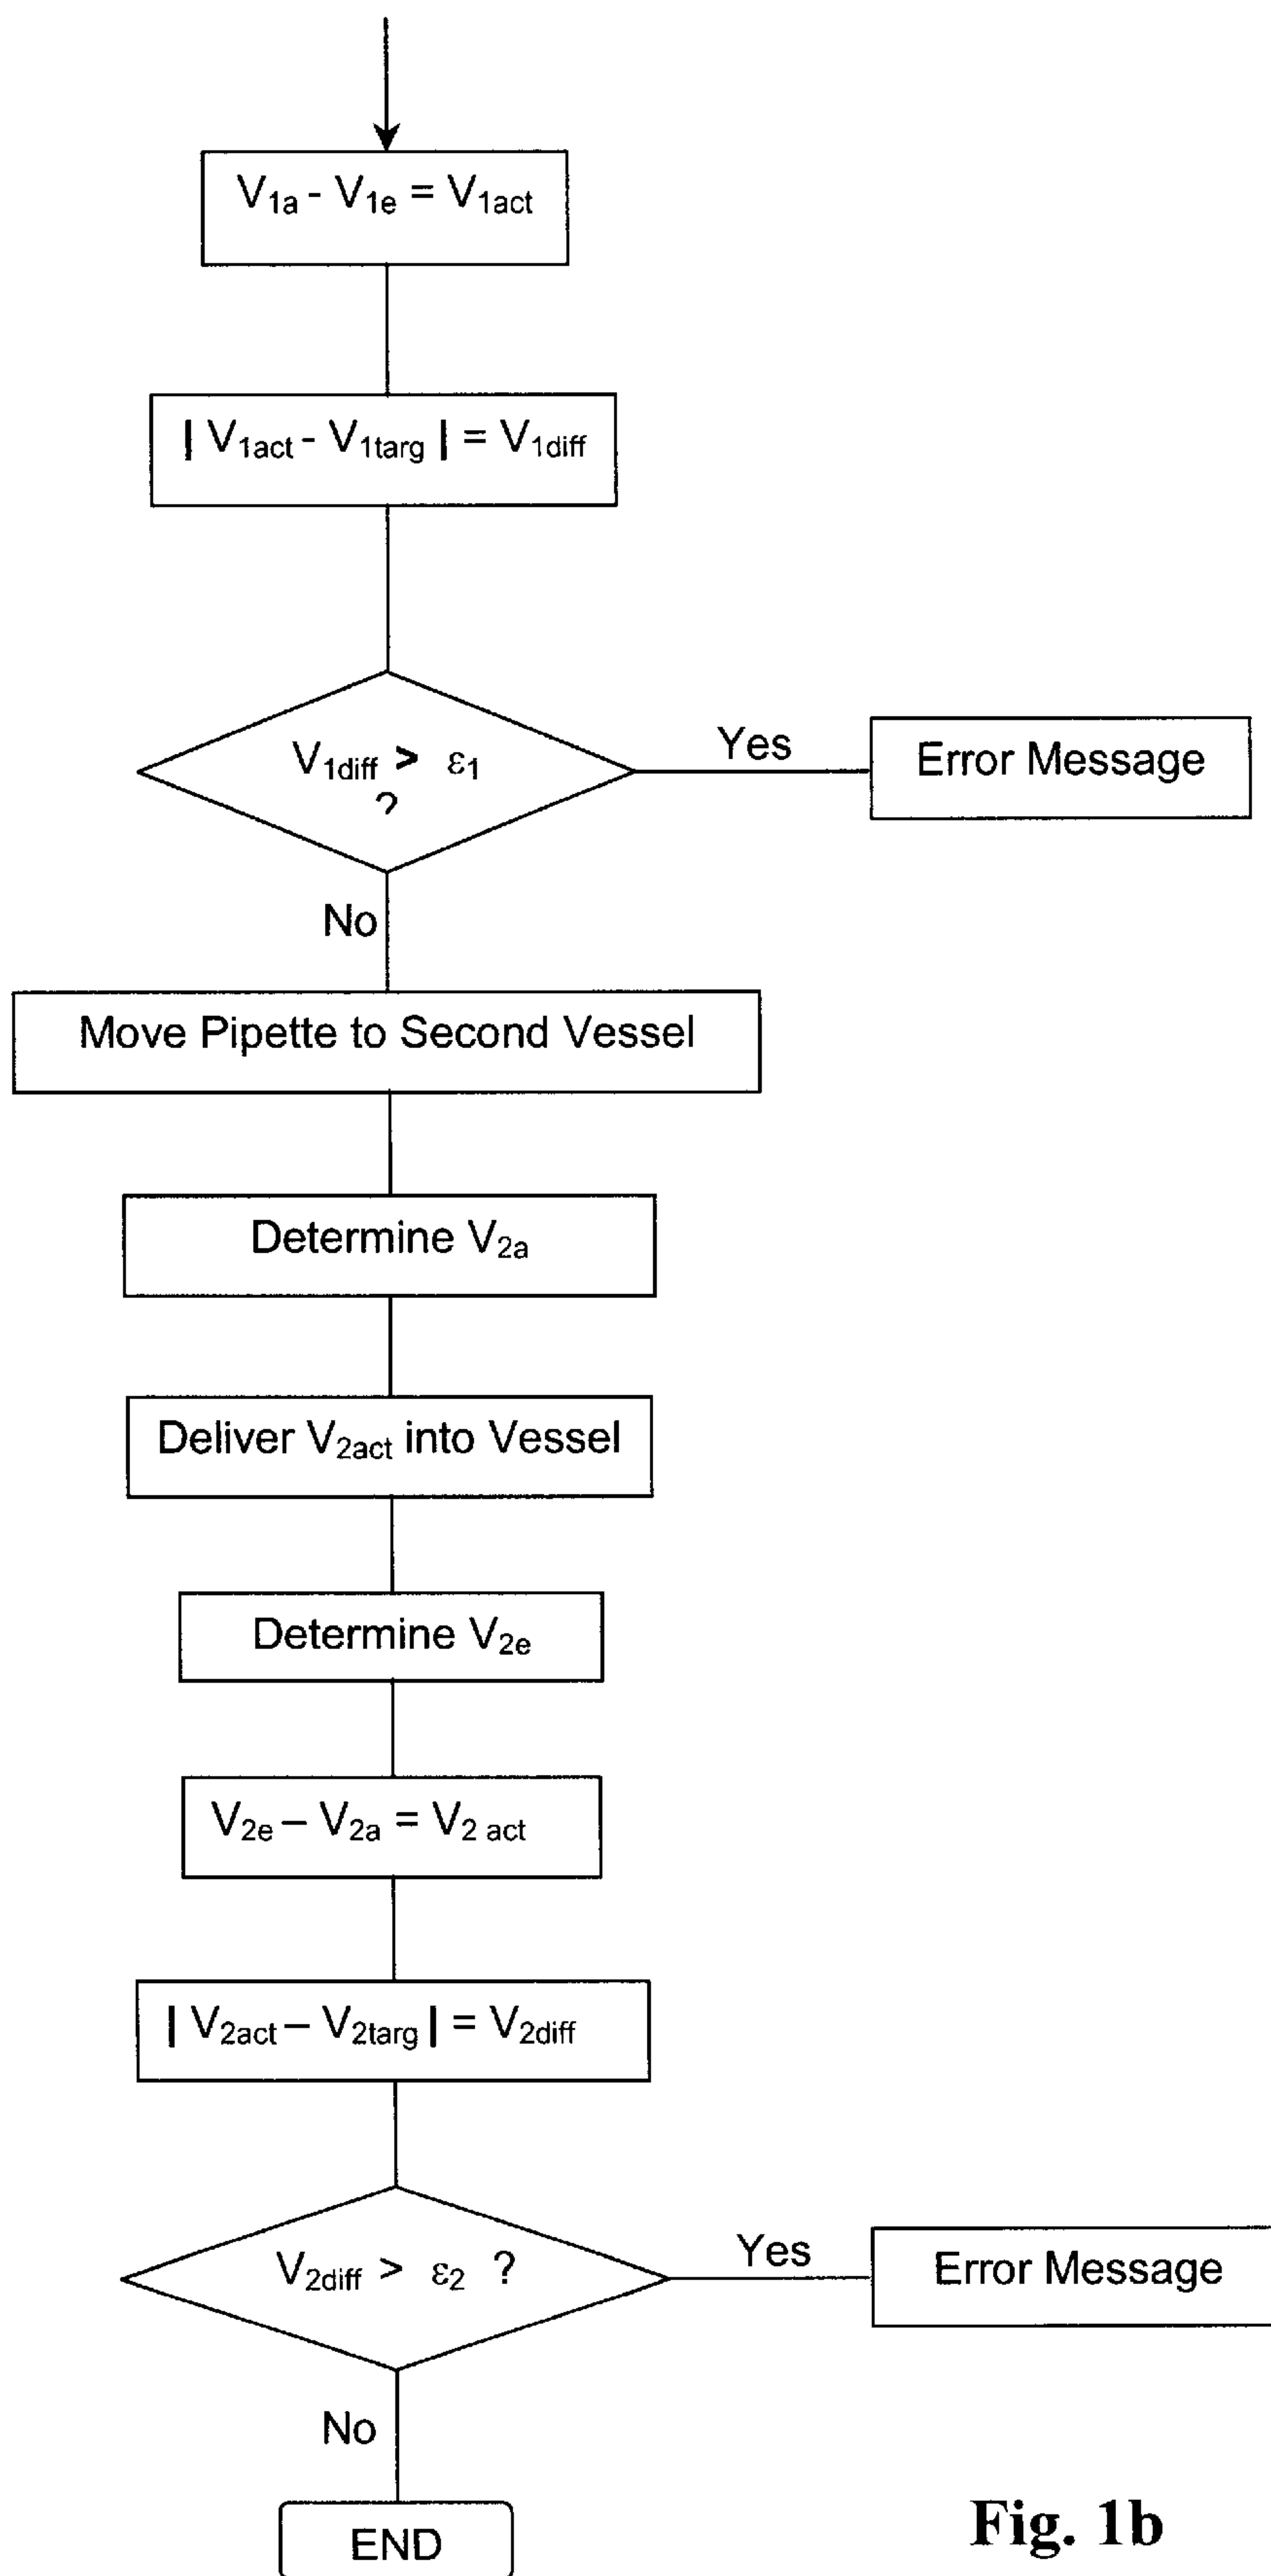 V1a - V1e = V1act
| V1act - V1targ | = V1diff
V1diff > ε1
?
Yes
Error Message
No
Move Pipette to Second Vessel
Determine V2a
Deliver V2act into Vessel
Determine V2e
V2e – V2a = V2 act
| V2act – V2targ | = V2diff
V2diff > ε2 ?
Yes
Error Message
No
END
Fig. 1b